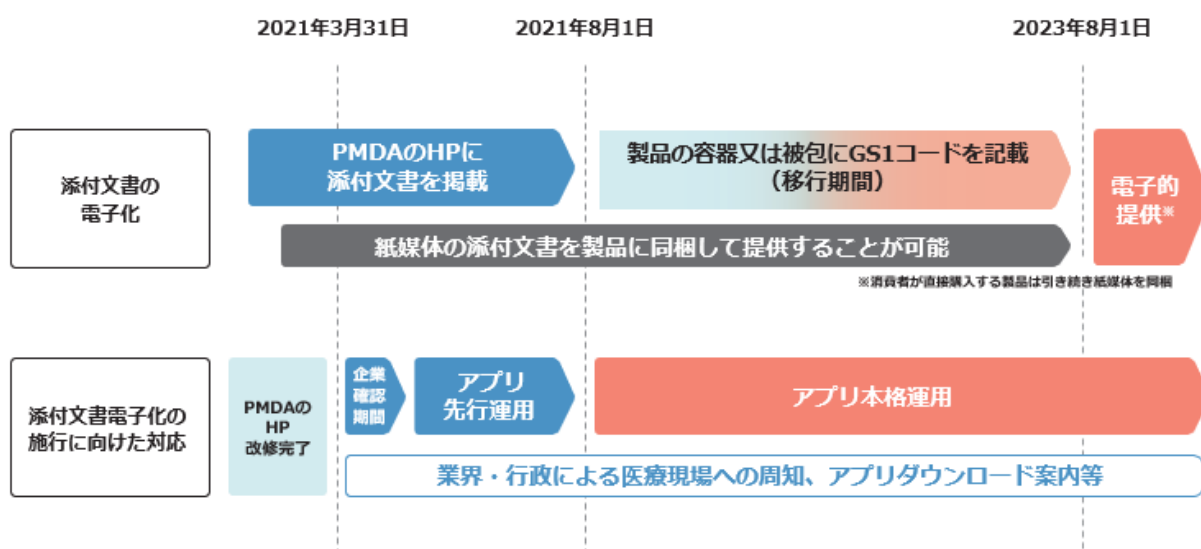 2021年3月31日
2021年8月1日
2023年8月1日
添付文書の
電子化
PMDAのHPに
添付文書を掲載
製品の容器又は被包にGS1コードを記載
(移行期間)
電子的
提供※
紙媒体の添付文書を製品に同梱して提供することが可能
※消費者が直接購入する製品は引き続き紙媒体を同梱
添付文書電子化の
施行に向けた対応
PMDAの
HP
改修完了
企業
確認
期間
アプリ
先行運用
アプリ本格運用
業界・行政による医療現場への周知、アプリダウンロード案内等